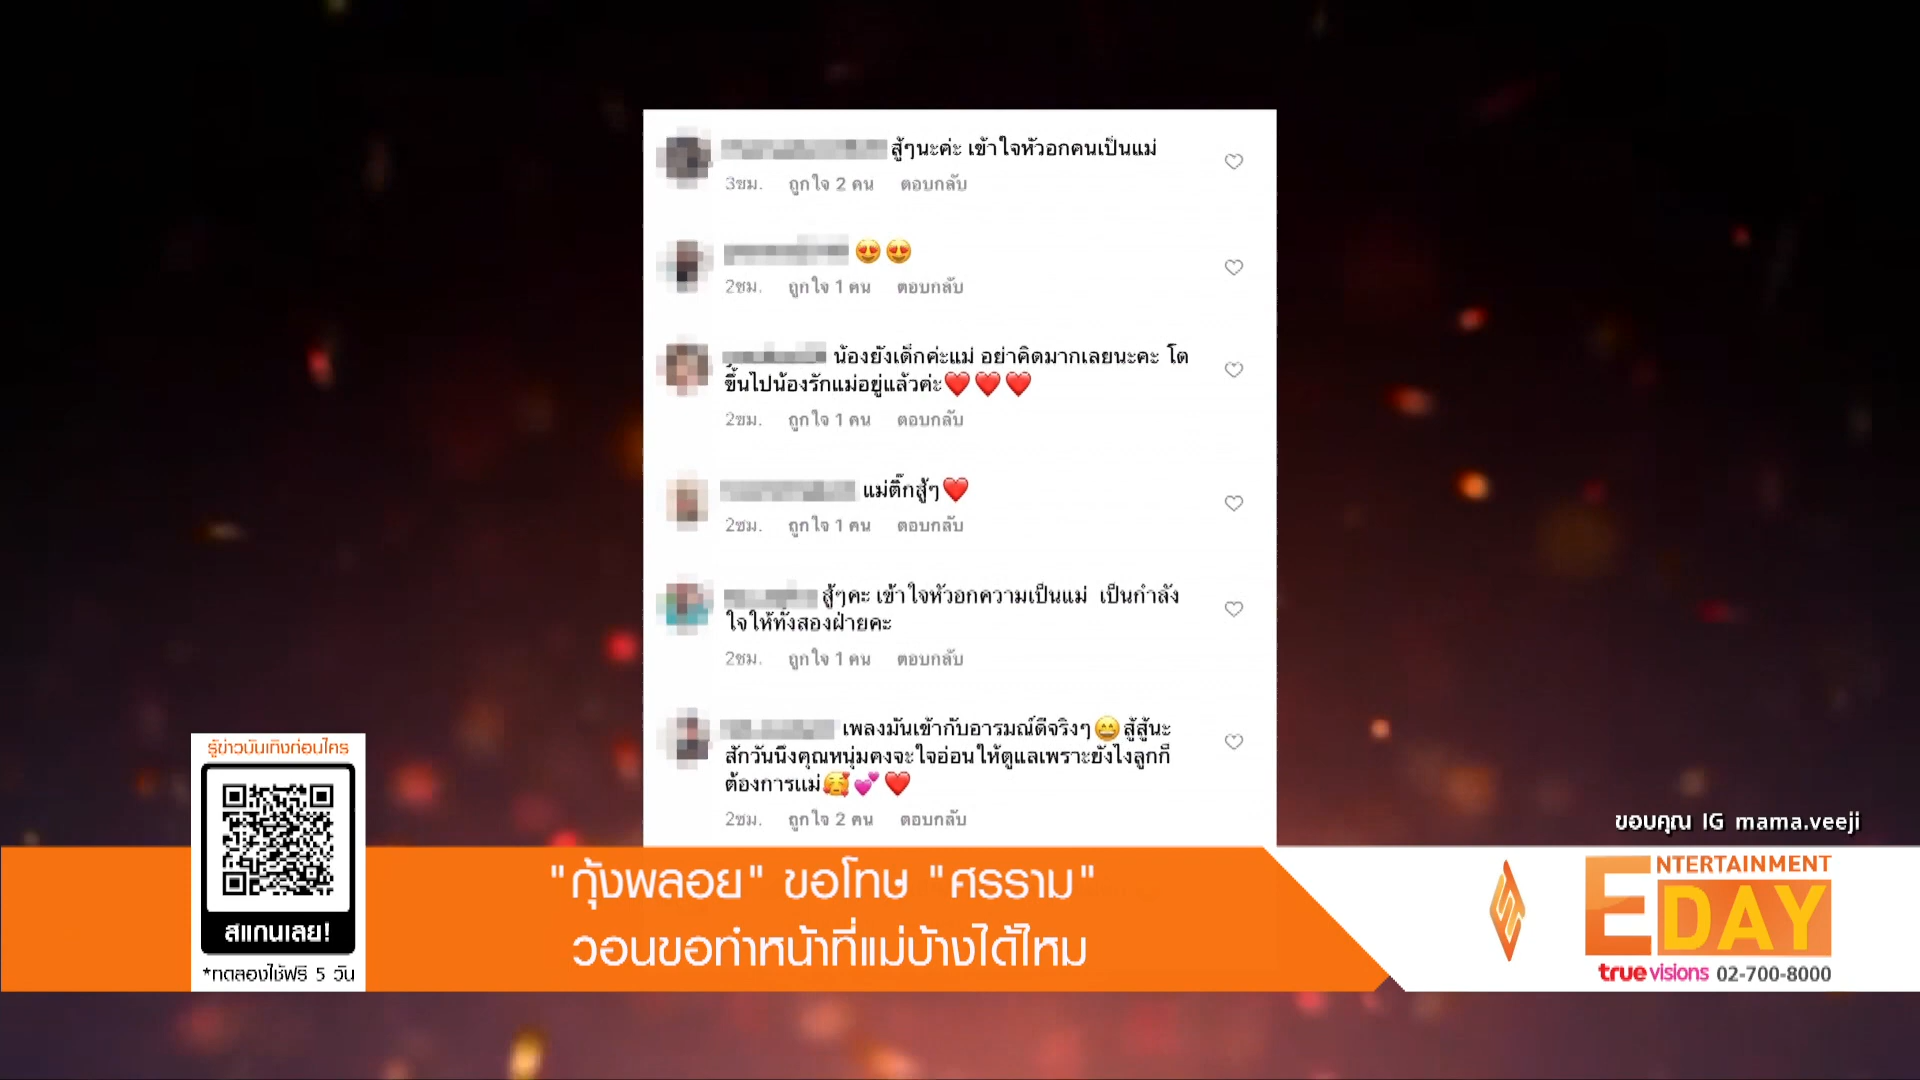 สู้ๆนะค่ะ เข้าใจหัวอกคนเป็นแม่
3ชม. ถูกใจ 2 คน ตอบกลับ
😍😍
2ชม. ถูกใจ 1 คน ตอบกลับ
น้องยังเด็กค่ะแม่ อย่าคิดมากเลยนะคะ โต
ขึ้นไปน้องรักแม่อยู่แล้วค่ะ❤️❤️❤️
2ชม. ถูกใจ 1 คน ตอบกลับ
แม่ติ๊กสู้ๆ❤️
2ชม. ถูกใจ 1 คน ตอบกลับ
สู้ๆคะ เข้าใจหัวอกความเป็นแม่ เป็นกำลัง
ใจให้ทั้งสองฝ่ายคะ
2ชม. ถูกใจ 1 คน ตอบกลับ
เพลงมันเข้ากับอารมณ์ดีจริงๆ😁สู้สู้นะ
สักวันนึงคุณหนุ่มคงจะใจอ่อนให้ดูแลเพราะยังไงลูกก็
ต้องการแม่🥰💕❤️
2ชม. ถูกใจ 2 คน ตอบกลับ
รู้ข่าวบันเทิงก่อนใคร
สแกนเลย!
*ทดลองใช้ฟรี 5 วัน
"กุ้งพลอย" ขอโทษ "ศรราม"
วอนขอทำหน้าที่แม่บ้างได้ไหม
ขอบคุณ IG mama.veeji
ENTERTAINMENT
DAY
truevisions 02-700-8000